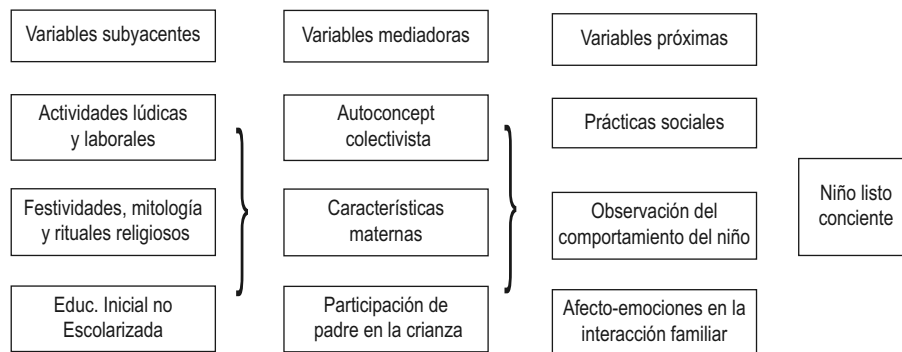 Variables subyacentes
Variables mediadoras
Variables próximas
Actividades lúdicas
y laborales
Autoconcept
colectivista
Prácticas sociales
Festividades, mitología
y rituales religiosos
Características
maternas
Observación del
comportamiento del niño
Niño listo
conciente
Educ. Inicial no
Escolarizada
Participación de
padre en la crianza
Afecto-emociones en la
interacción familiar